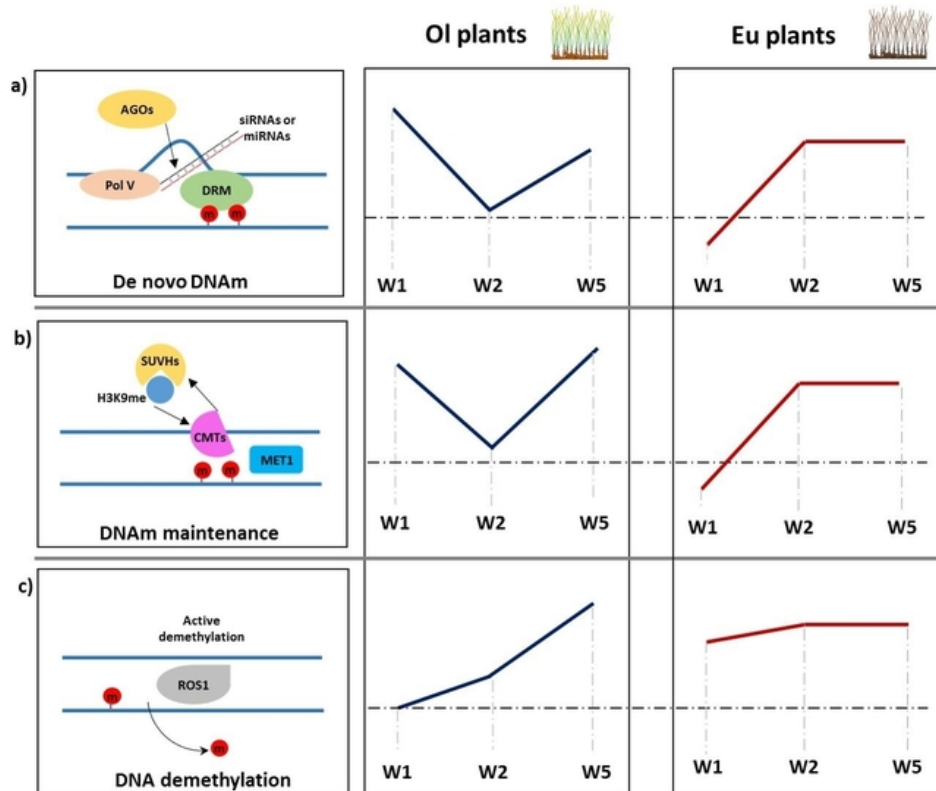 Ol plants
Eu plants
a)
AGOs
siRNAs or
miRNAs
Pol V
DRM
m
m
De novo DNAm
W1
W2
W5
W1
W2
W5
b)
SUVHs
H3K9me
CMTs
MET1
m
m
DNAm maintenance
W1
W2
W5
W1
W2
W5
c)
Active
demethylation
ROS1
m
m
DNA demethylation
W1
W2
W5
W1
W2
W5